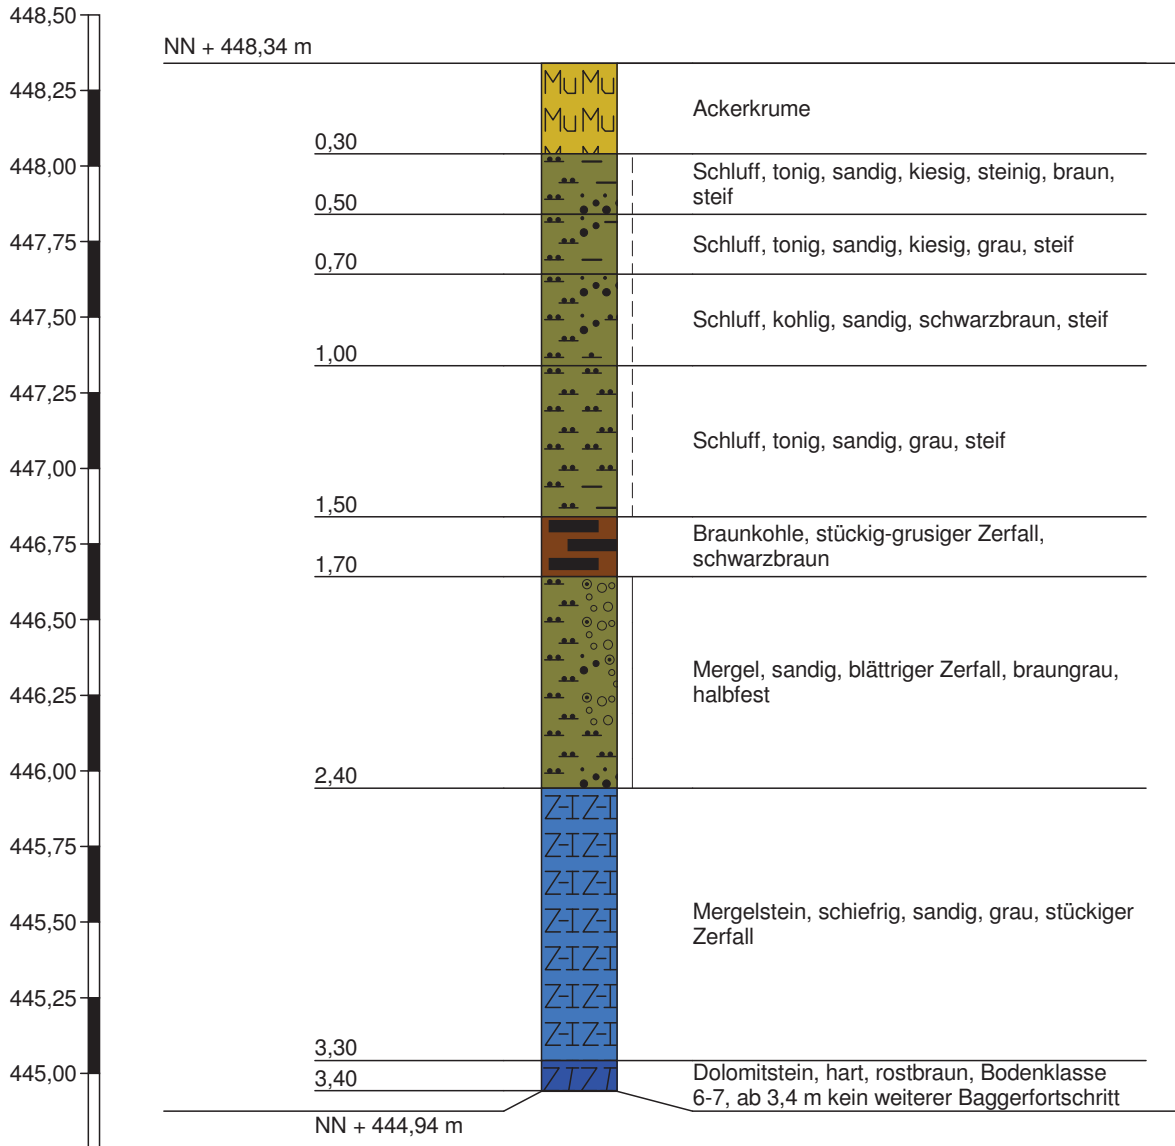 448,50
NN + 448,34 m
448,25
Mu Mu
Mu Mu
Ackerkrume
0,30
448,00
Schluff, tonig, sandig, kiesig, steinig, braun,
steif
0,50
447,75
Schluff, tonig, sandig, kiesig, grau, steif
0,70
447,50
Schluff, kohlig, sandig, schwarzbraun, steif
1,00
447,25
Schluff, tonig, sandig, grau, steif
447,00
1,50
446,75
Braunkohle, stückig-grusiger Zerfall,
schwarzbraun
1,70
446,50
Mergel, sandig, blättriger Zerfall, braungrau,
halbfest
446,25
446,00
2,40
445,75
Mergelstein, schiefrig, sandig, grau, stückiger
Zerfall
445,50
445,25
3,30
445,00
Dolomitstein, hart, rostbraun, Bodenklasse
6-7, ab 3,4 m kein weiterer Baggerfortschritt
3,40
NN + 444,94 m